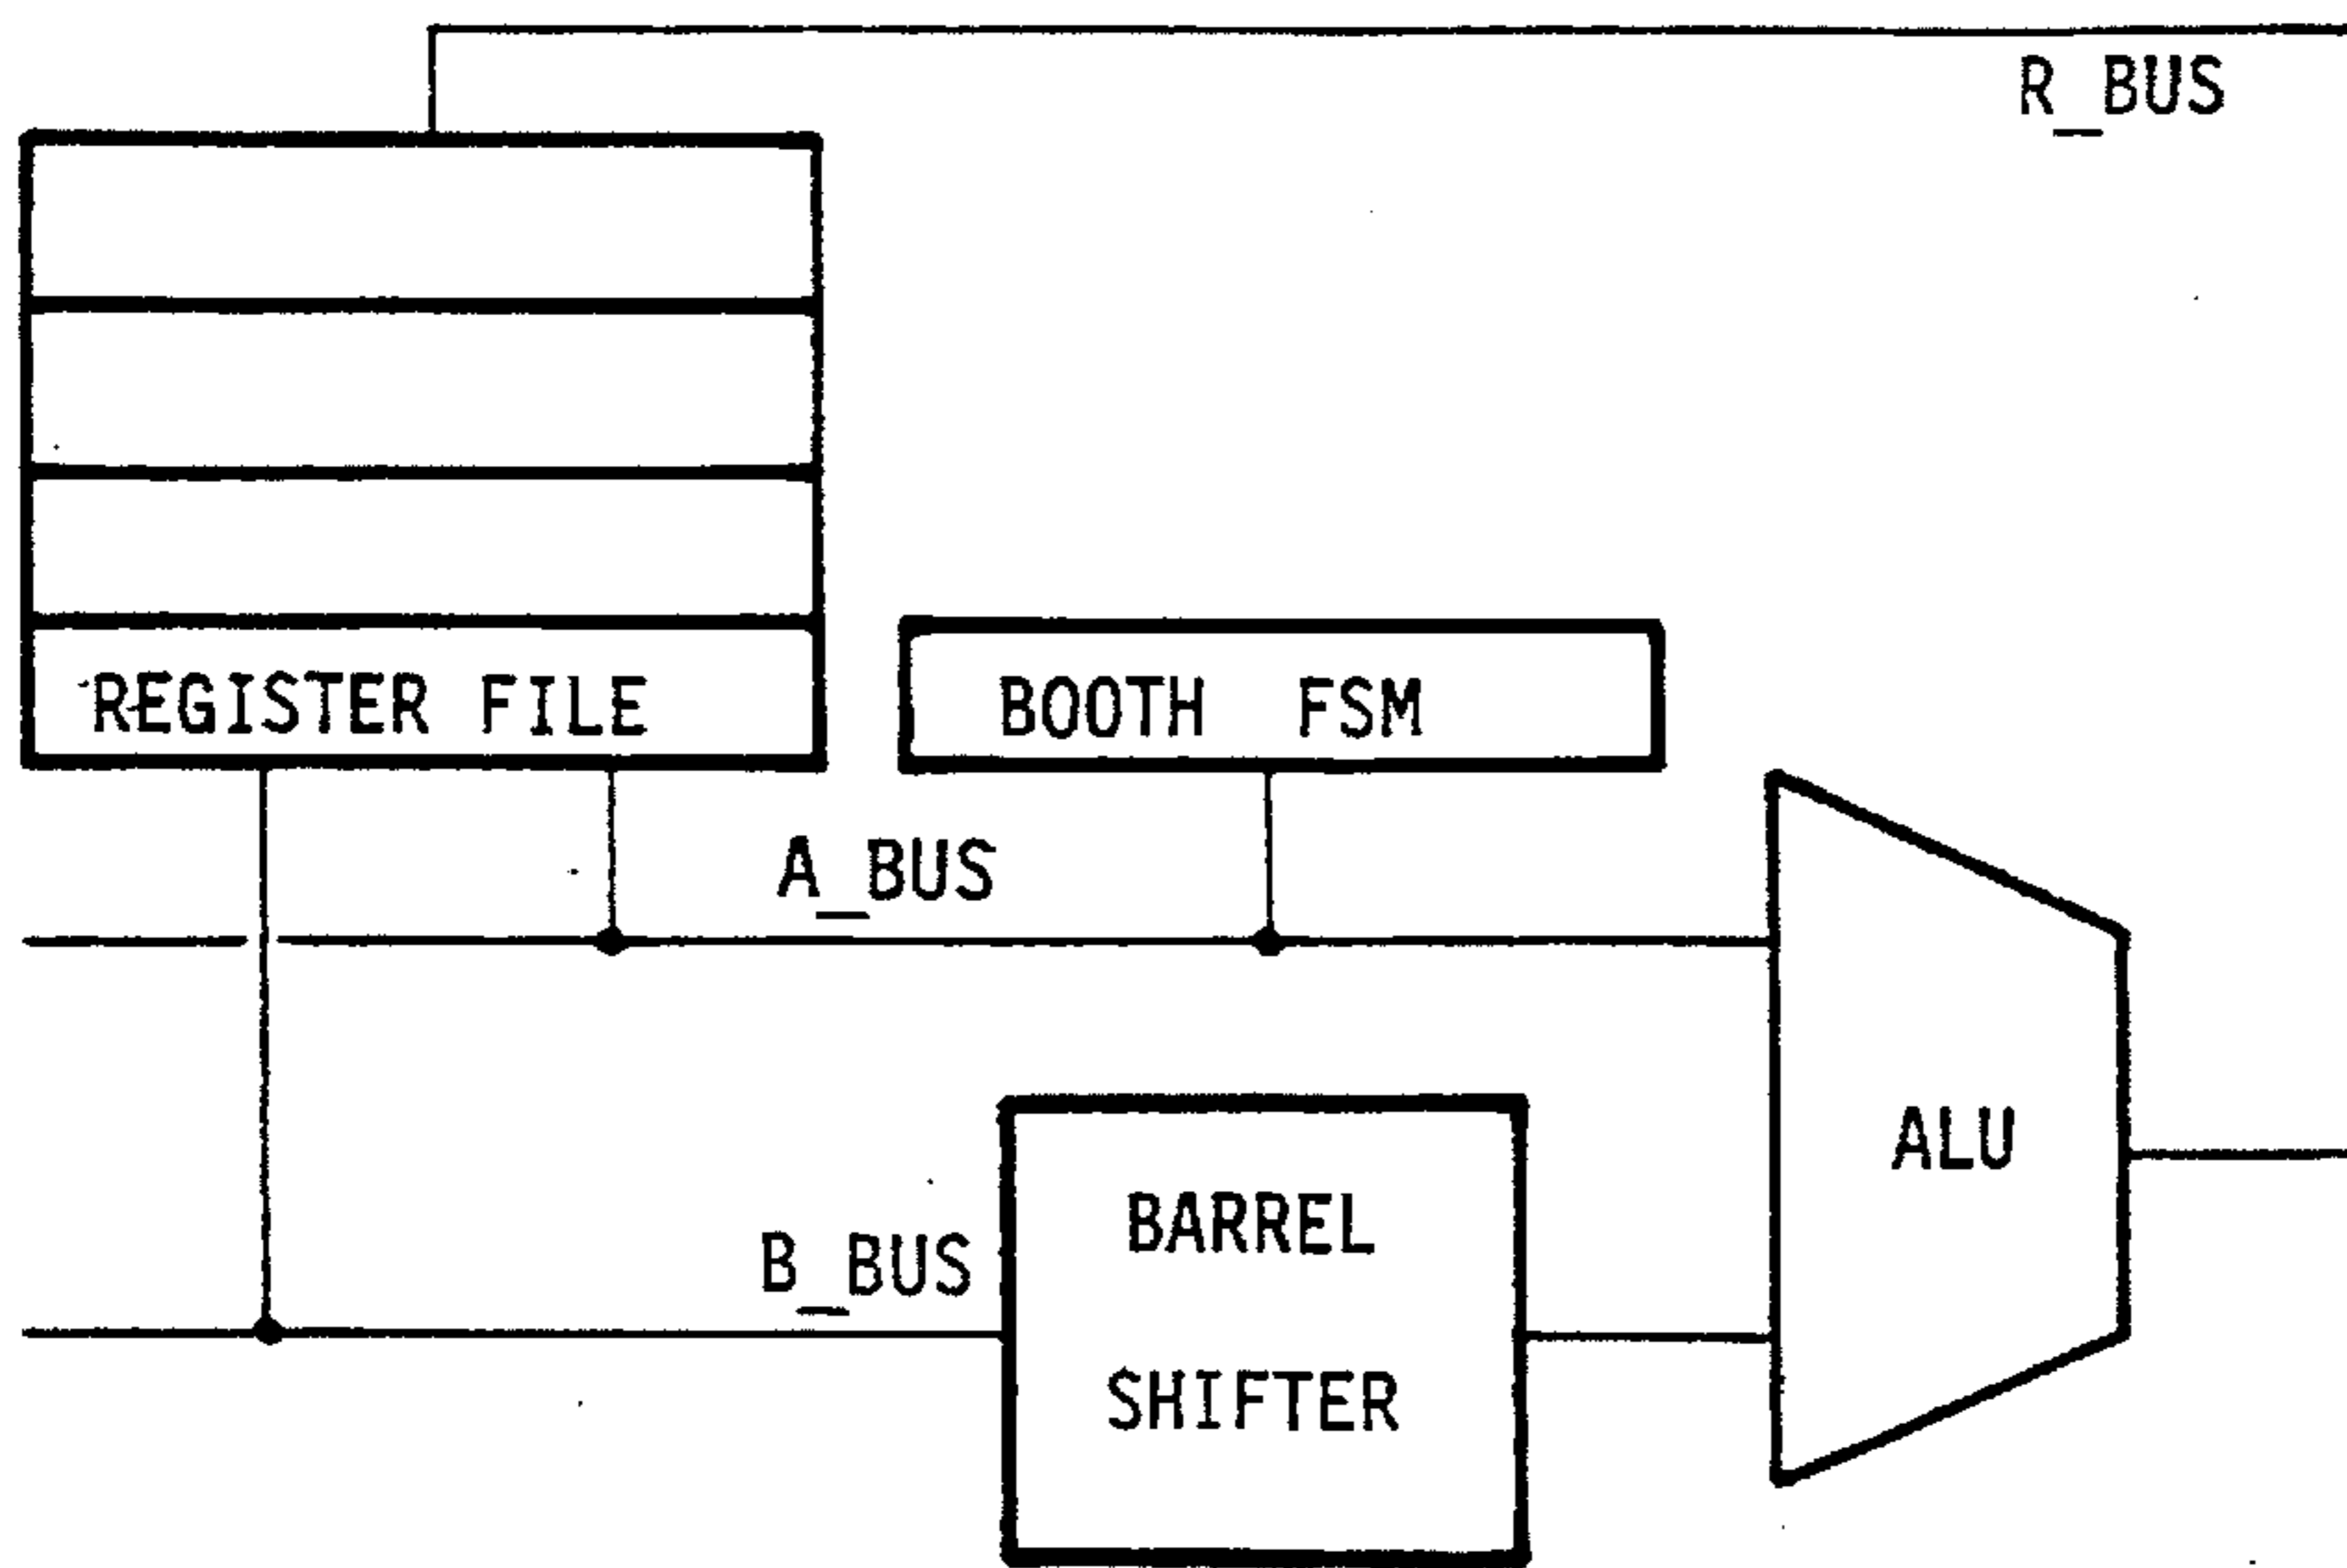 R_BUS
REGISTER FILE
BOOTH FSM
A_BUS
ALU
B_BUS
BARREL
SHIFTER